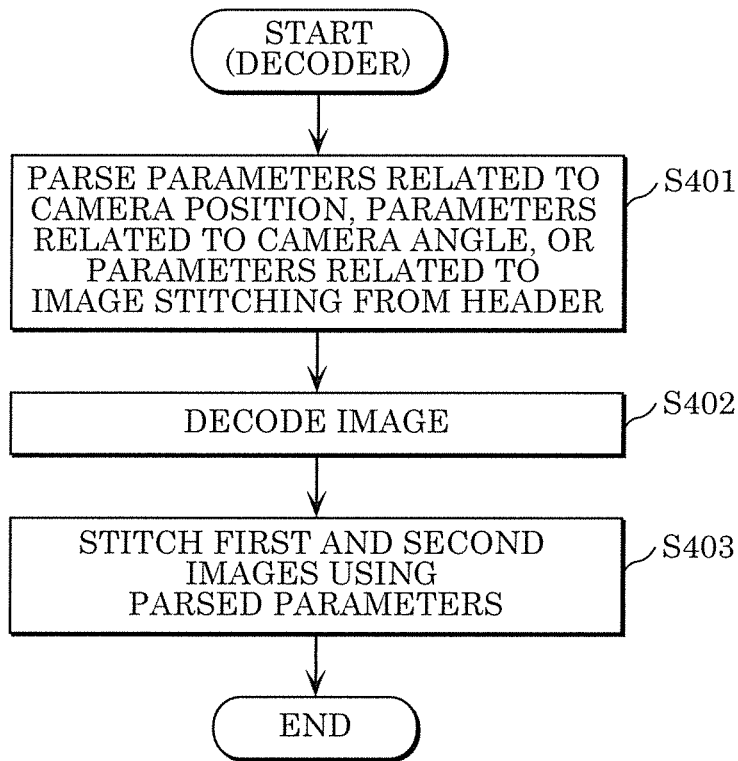 START
(DECODER)
PARSE PARAMETERS RELATED TO
CAMERA POSITION, PARAMETERS
RELATED TO CAMERA ANGLE, OR
PARAMETERS RELATED TO
IMAGE STITCHING FROM HEADER
S401
DECODE IMAGE
S402
STITCH FIRST AND SECOND
IMAGES USING
PARSED PARAMETERS
S403
END